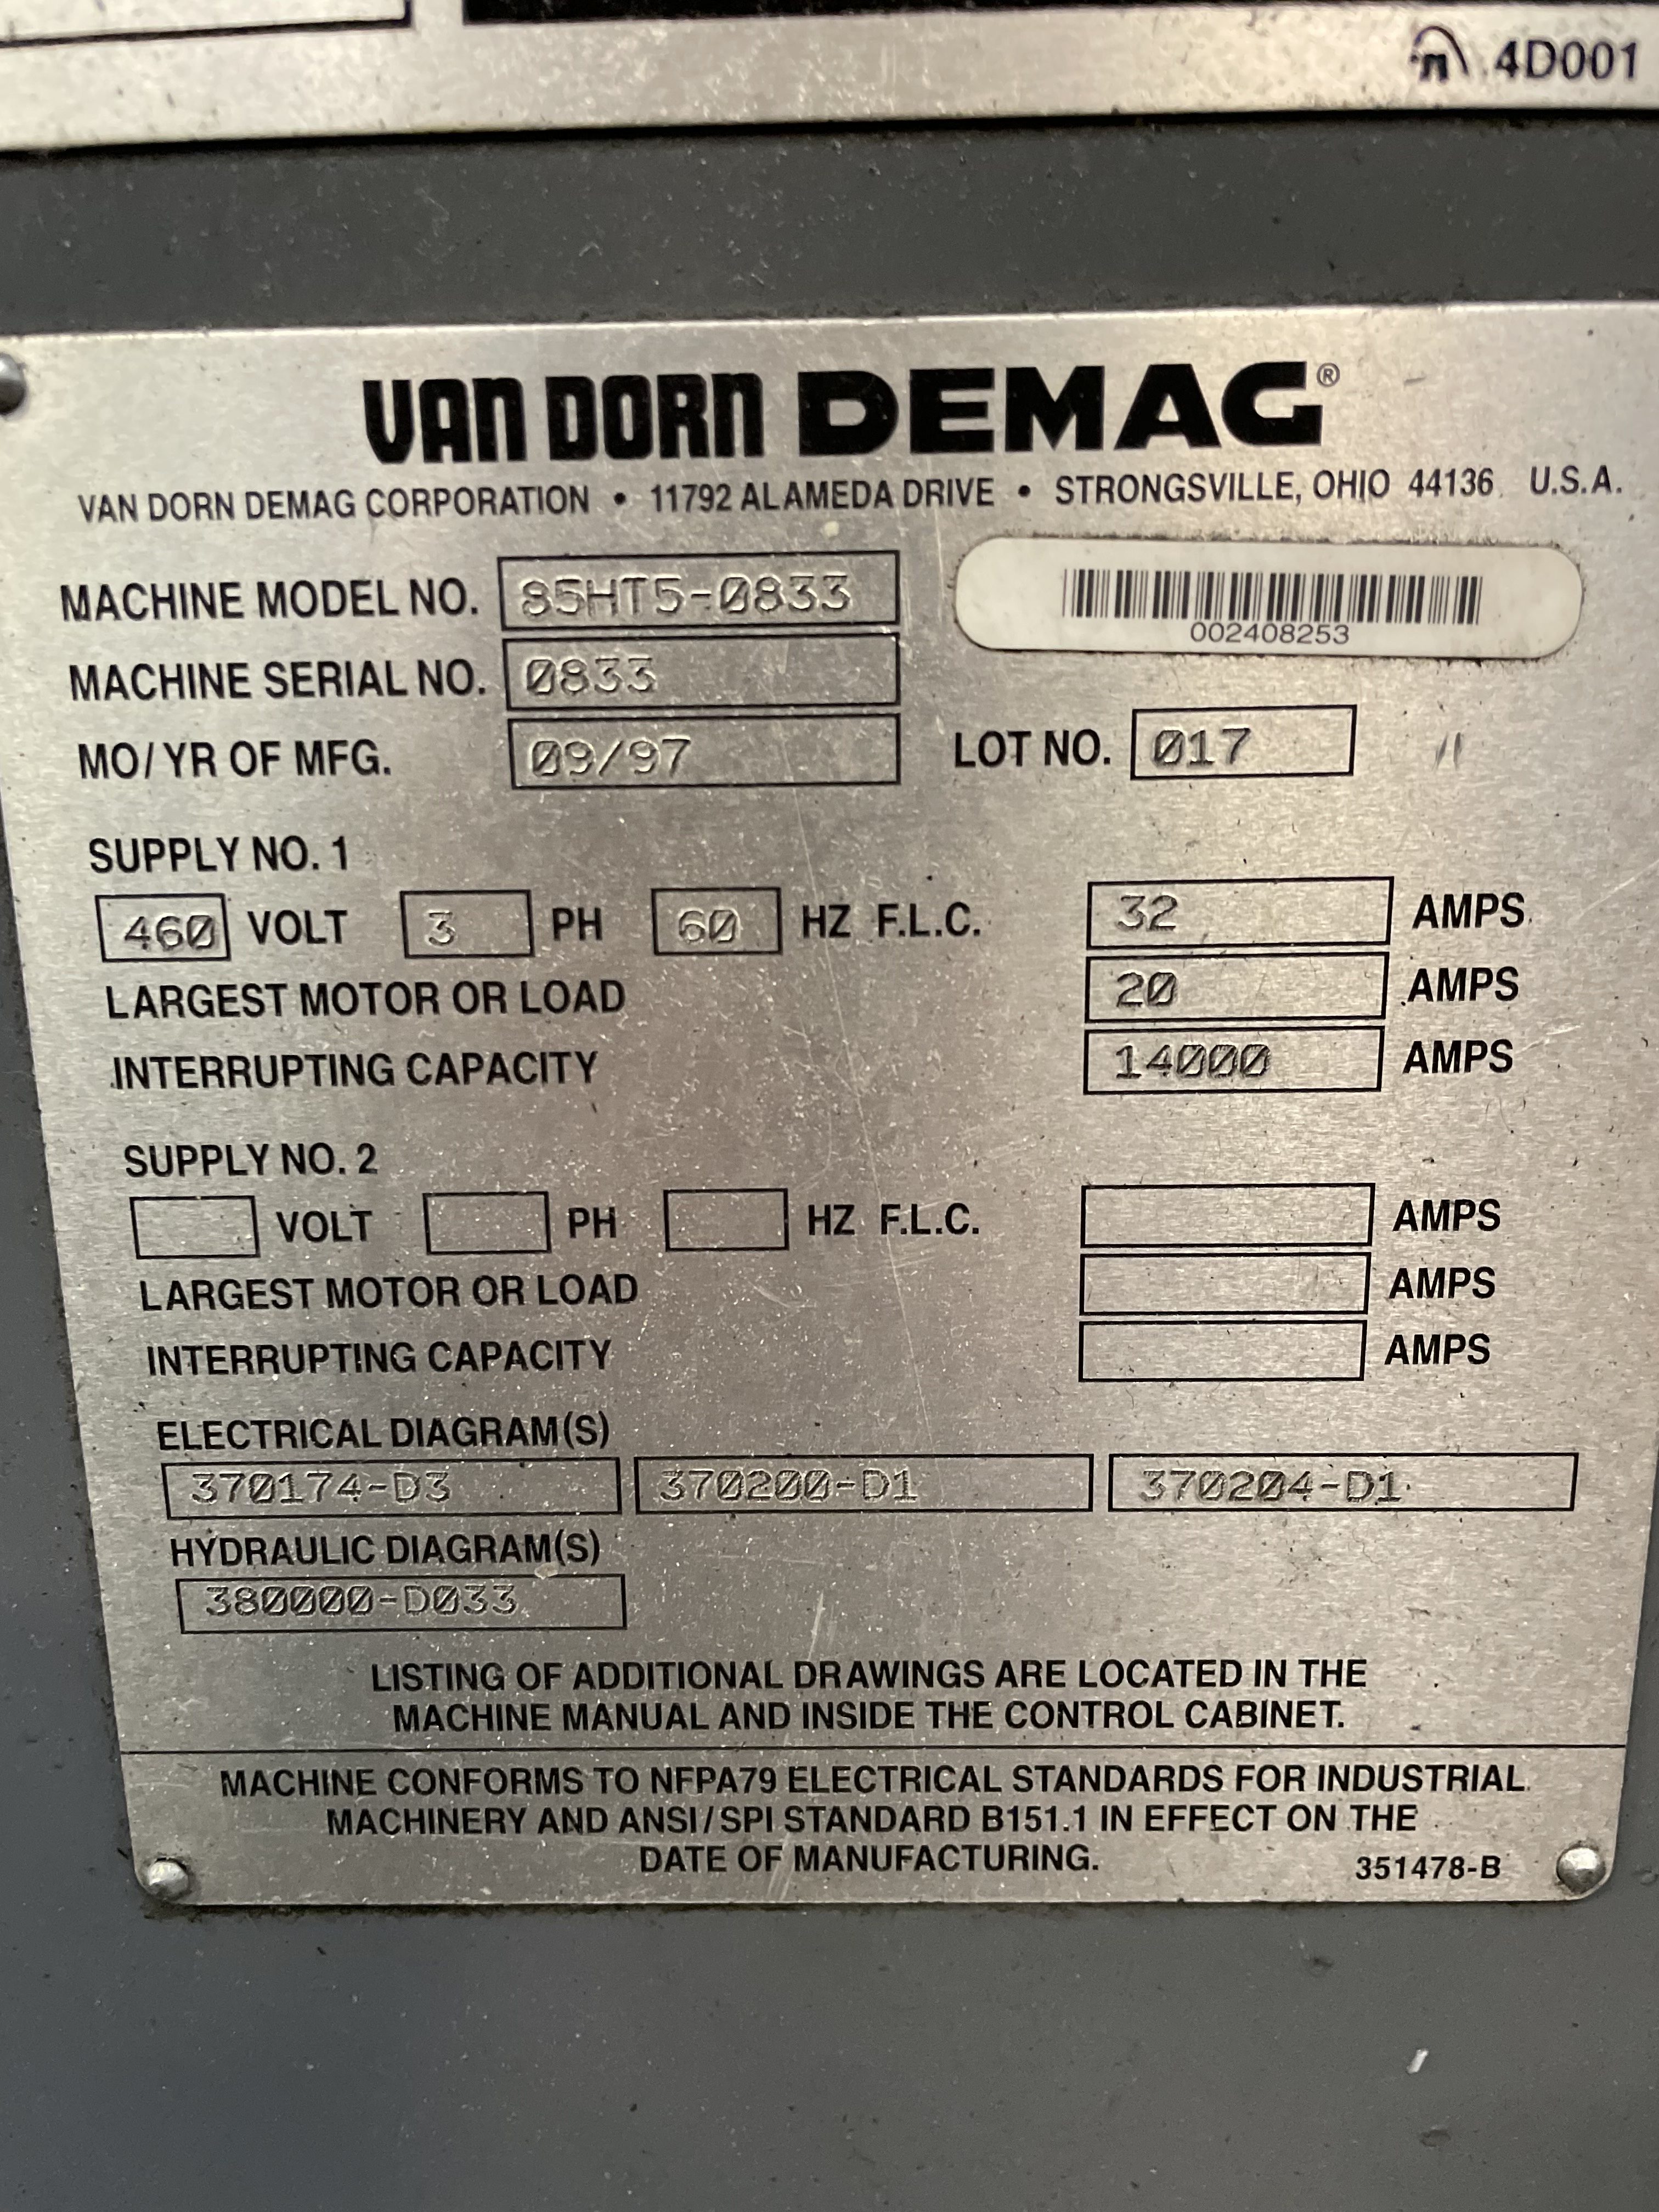 4D001
VAN DORN DEMAG®
VAN DORN DEMAG CORPORATION • 11792 ALAMEDA DRIVE • STRONGSVILLE, OHIO 44136 U.S.A.
MACHINE MODEL NO. 85HT5-0833
002408253
MACHINE SERIAL NO. 0833
MO/YR OF MFG. 09/97 LOT NO. 017
SUPPLY NO. 1
460 VOLT 3 PH 60 HZ F.L.C. 32 AMPS
LARGEST MOTOR OR LOAD 20 AMPS
INTERRUPTING CAPACITY 14000 AMPS
SUPPLY NO. 2
VOLT PH HZ F.L.C. AMPS
LARGEST MOTOR OR LOAD AMPS
INTERRUPTING CAPACITY AMPS
ELECTRICAL DIAGRAM(S)
370174-D3 370200-D1 370204-D1
HYDRAULIC DIAGRAM(S)
380000-D033
LISTING OF ADDITIONAL DRAWINGS ARE LOCATED IN THE
MACHINE MANUAL AND INSIDE THE CONTROL CABINET.
MACHINE CONFORMS TO NFPA79 ELECTRICAL STANDARDS FOR INDUSTRIAL
MACHINERY AND ANSI/SPI STANDARD B151.1 IN EFFECT ON THE
DATE OF MANUFACTURING.
351478-B